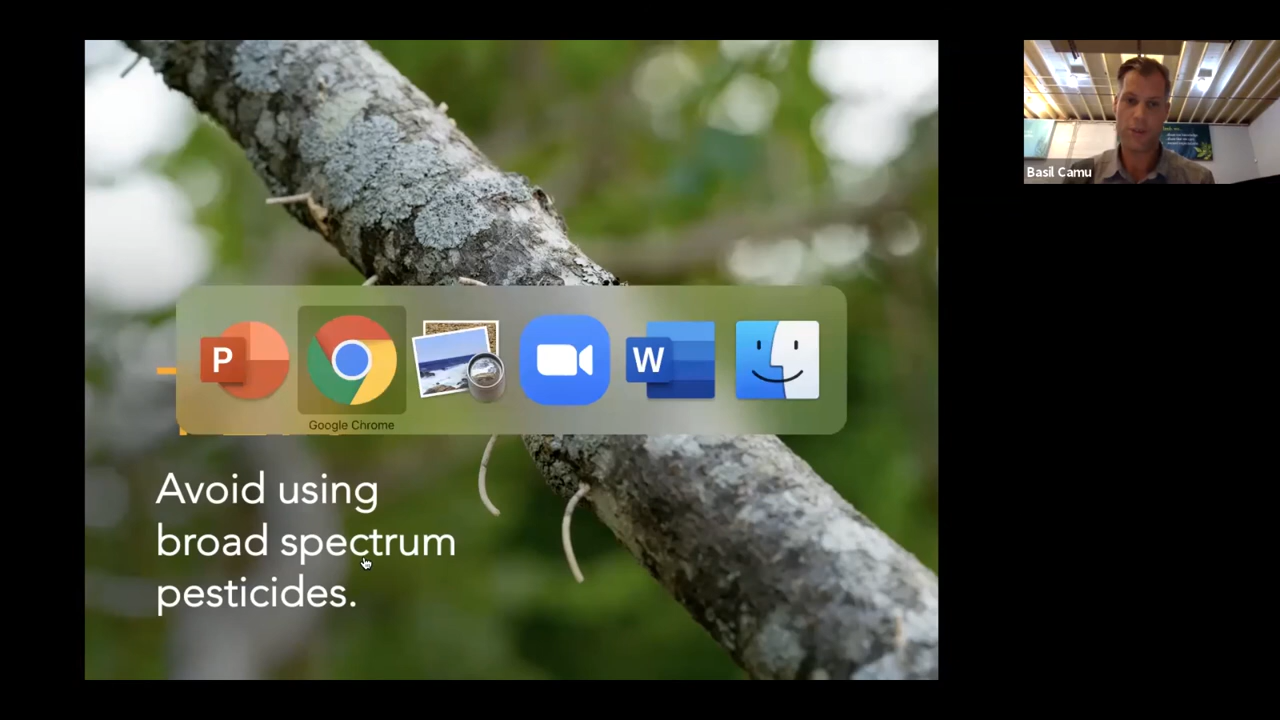 P
W
Google Chrome
Avoid using
broad spectrum
pesticides.
Basil Camu